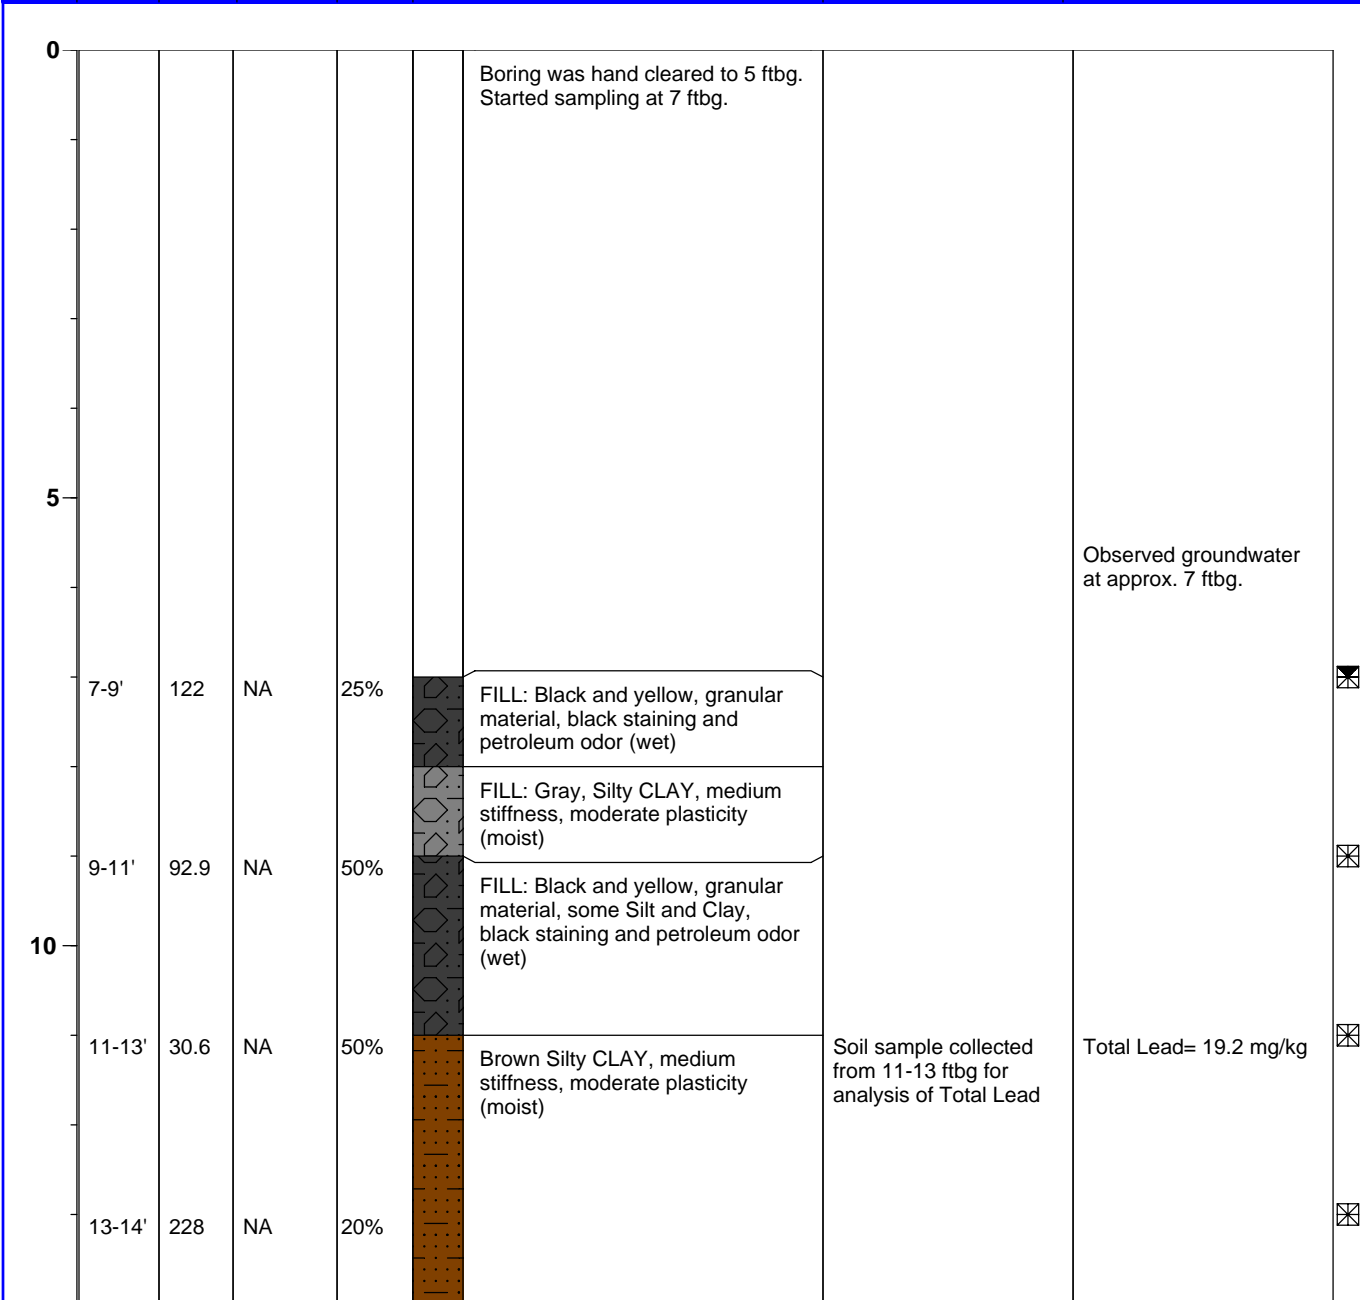 0
Boring was hand cleared to 5 ftbg.
Started sampling at 7 ftbg.
5
Observed groundwater
at approx. 7 ftbg.
7-9' 122 NA 25%
FILL: Black and yellow, granular
material, black staining and
petroleum odor (wet)
FILL: Gray, Silty CLAY, medium
stiffness, moderate plasticity
(moist)
9-11' 92.9 NA 50%
FILL: Black and yellow, granular
material, some Silt and Clay,
black staining and petroleum odor
(wet)
10
11-13' 30.6 NA 50%
Brown Silty CLAY, medium
stiffness, moderate plasticity
(moist)
Soil sample collected
from 11-13 ftbg for
analysis of Total Lead
Total Lead= 19.2 mg/kg
13-14' 228 NA 20%